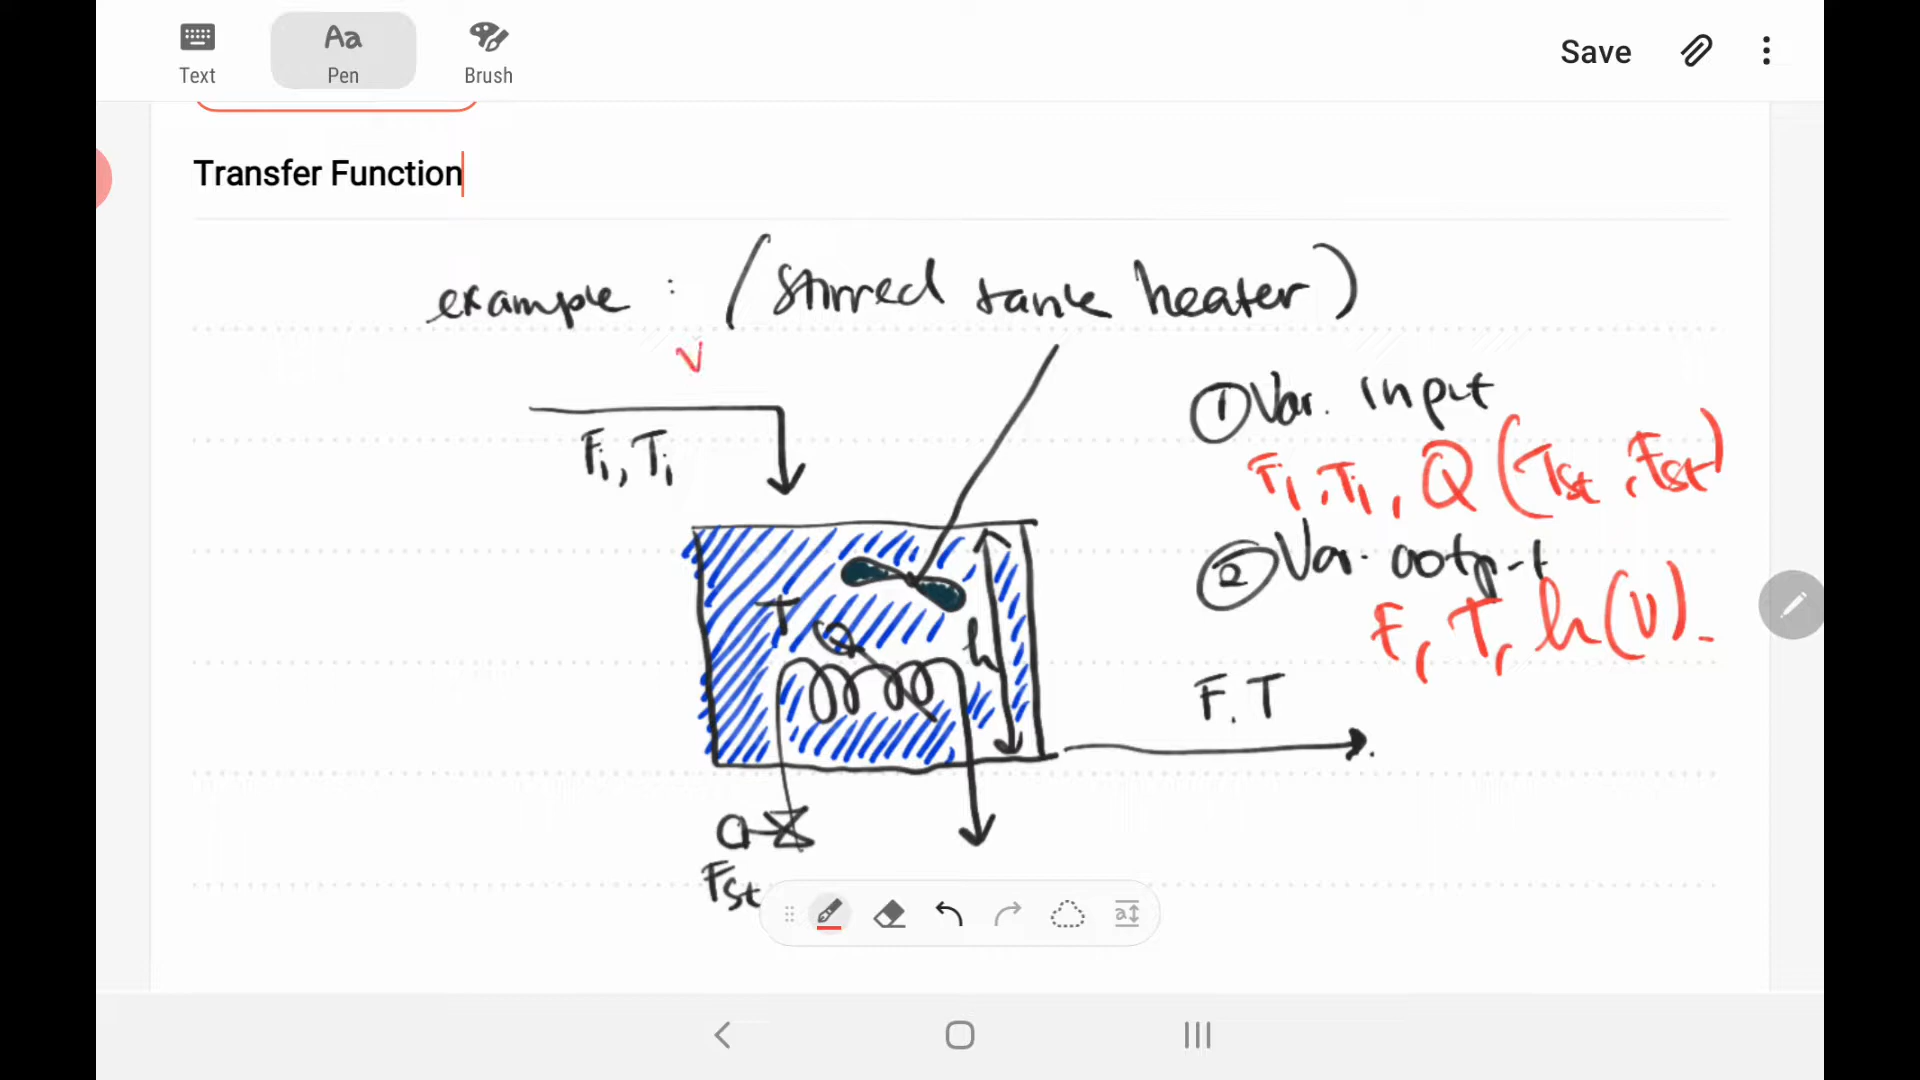 Text
Pen
Brush
Save
Transfer Function
example : (stirred tank heater)
V
Fi, Ti
① Var. input
Fi, Ti, Q (Tst, Fst)
② Var. output
F, T, h (V)
T
Q
h
F, T
Fst